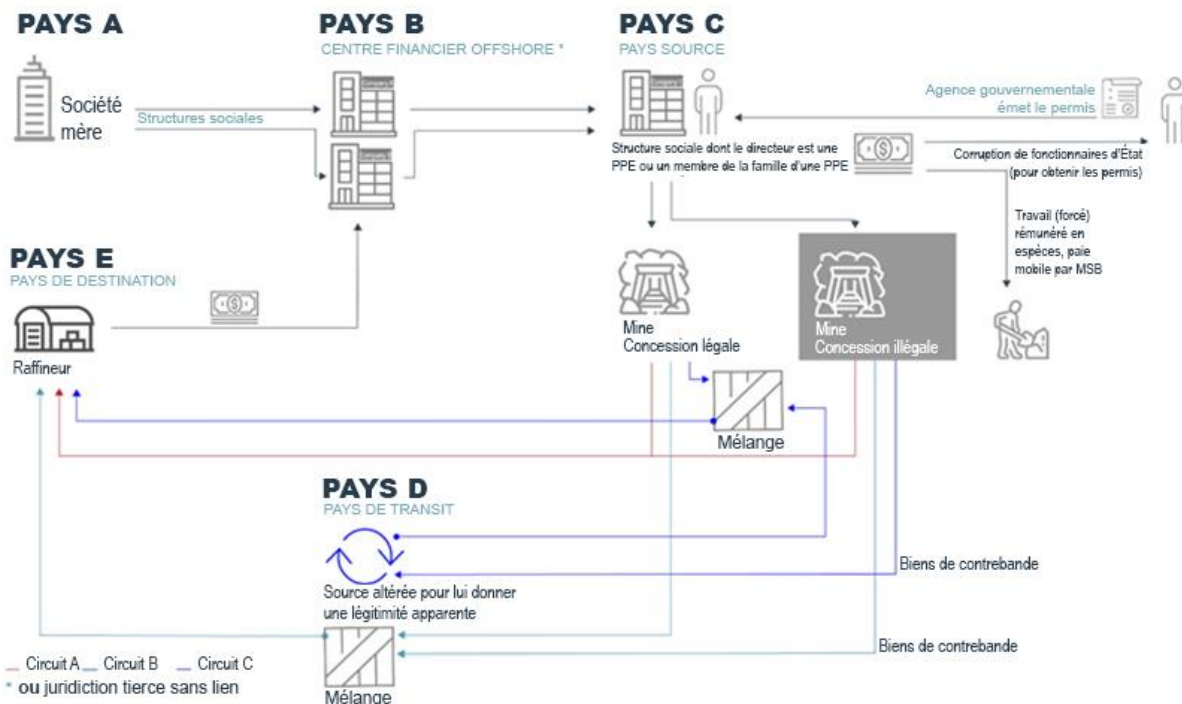 PAYS A
PAYS B
CENTRE FINANCIER OFFSHORE *
PAYS C
PAYS SOURCE
Société
mère
Structures sociales
Agence gouvernementale
émet le permis
Structure sociale dont le directeur est une
PPE ou un membre de la famille d'une PPE
Corruption de fonctionnaires d'État
(pour obtenir les permis)
Travail (forcé)
rémunéré en
espèces, paie
mobile par MSB
PAYS E
PAYS DE DESTINATION
Raffineur
Mine
Concession légale
Mine
Concession illégale
Mélange
PAYS D
PAYS DE TRANSIT
Source altérée pour lui donner
une légitimité apparente
Biens de contrebande
Biens de contrebande
Mélange
Circuit A
Circuit B
Circuit C
* ou juridiction tierce sans lien